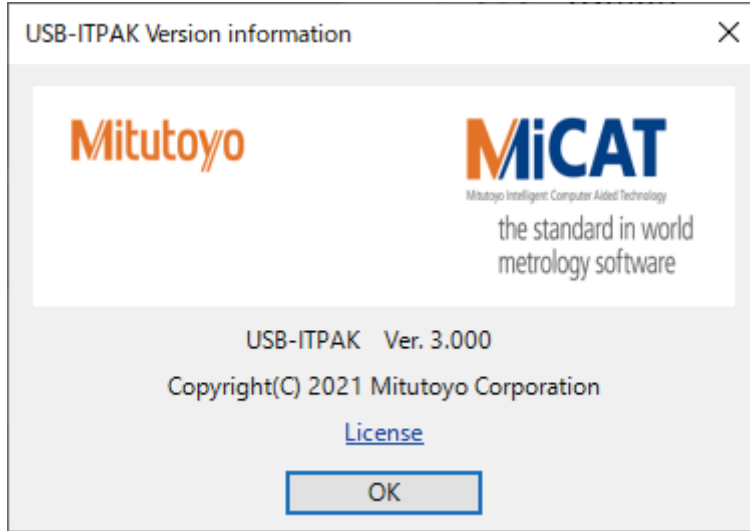 USB-ITPAK Version information
Mitutoyo
MiCAT
Mitutoyo Intelligent Computer Aided Technology
the standard in world
metrology software
USB-ITPAK Ver. 3.000
Copyright(C) 2021 Mitutoyo Corporation
License
OK